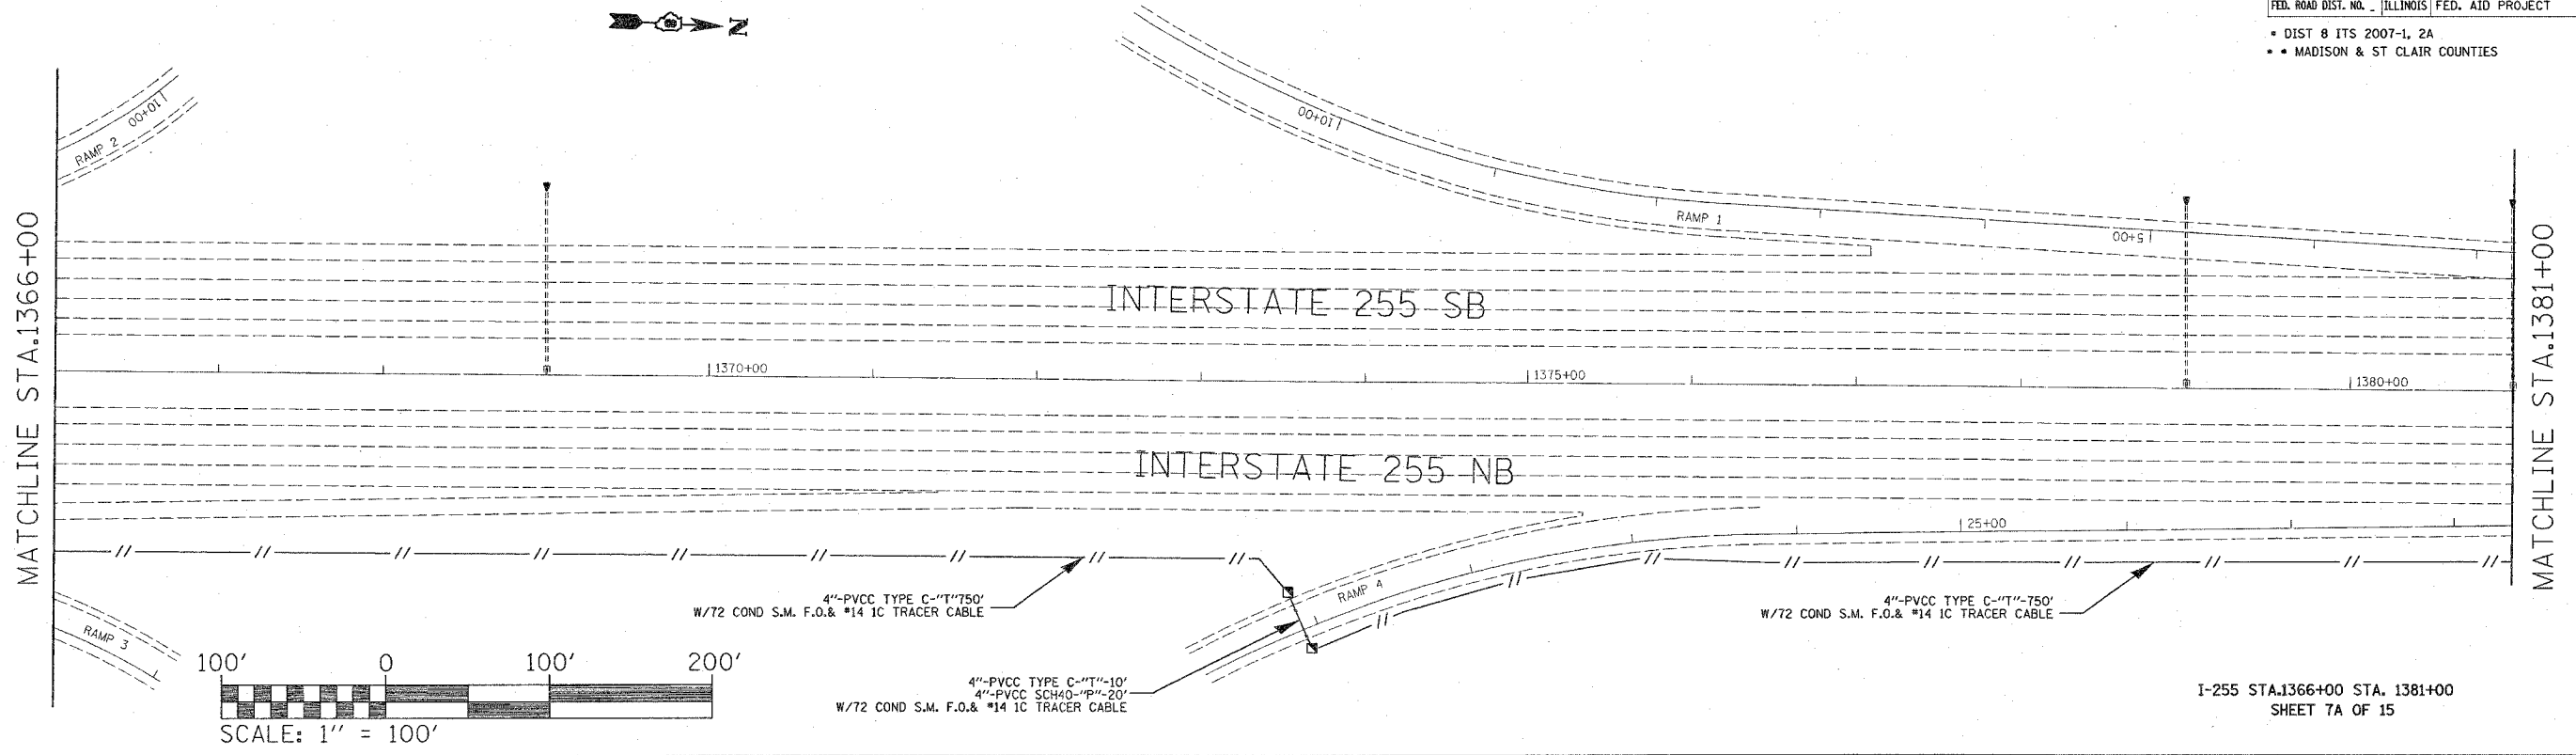 N
FED. ROAD DIST. NO. _ ILLINOIS FED. AID PROJECT
* DIST 8 ITS 2007-1, 2A
* * MADISON & ST CLAIR COUNTIES
10+00
RAMP 2
10+00
RAMP 1
5+00
MATCHLINE STA.1366+00
INTERSTATE 255 SB
MATCHLINE STA.1381+00
1370+00
1375+00
1380+00
INTERSTATE 255 NB
25+00
//
4"-PVCC TYPE C-"T"750'
W/72 COND S.M. F.O.& #14 1C TRACER CABLE
RAMP 4
4"-PVCC TYPE C-"T"-750'
W/72 COND S.M. F.O.& #14 1C TRACER CABLE
RAMP 3
100' 0 100' 200'
4"-PVCC TYPE C-"T"-10'
4"-PVCC SCH40-"P"-20'
W/72 COND S.M. F.O.& #14 1C TRACER CABLE
SCALE: 1" = 100'
I-255 STA.1366+00 STA. 1381+00
SHEET 7A OF 15